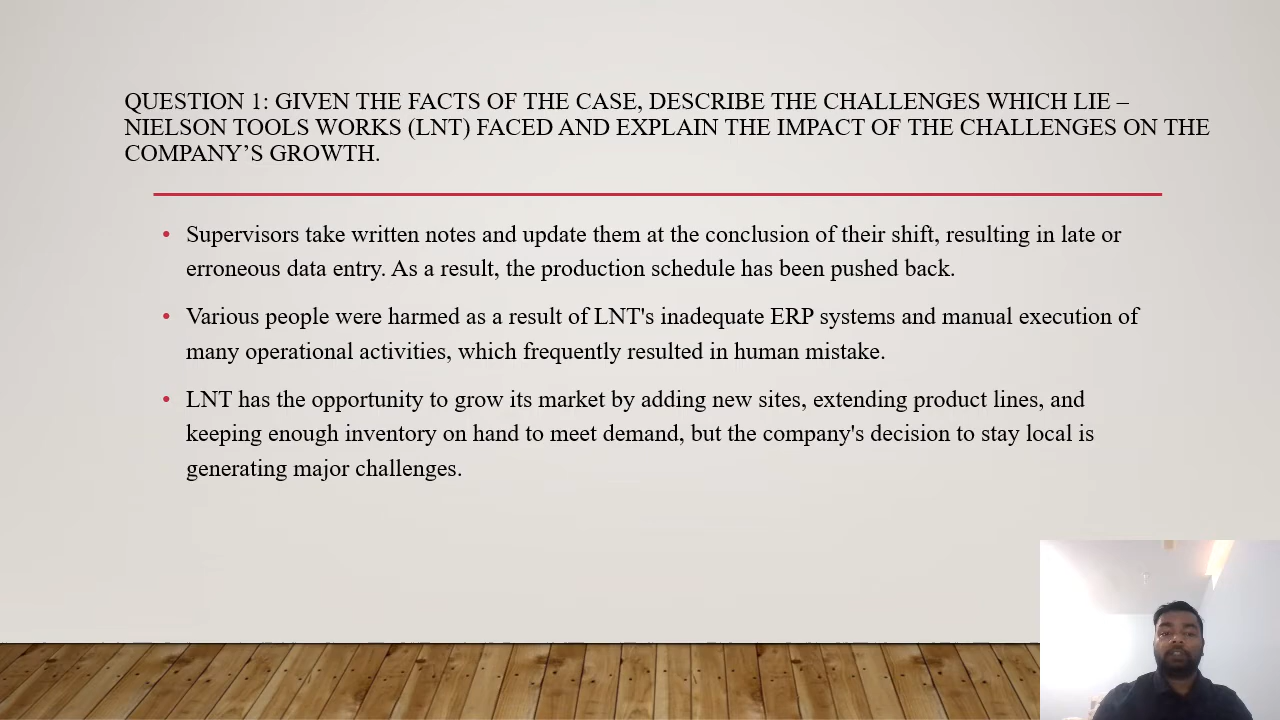 QUESTION 1: GIVEN THE FACTS OF THE CASE, DESCRIBE THE CHALLENGES WHICH LIE –
NIELSON TOOLS WORKS (LNT) FACED AND EXPLAIN THE IMPACT OF THE CHALLENGES ON THE
COMPANY’S GROWTH.
• Supervisors take written notes and update them at the conclusion of their shift, resulting in late or
erroneous data entry. As a result, the production schedule has been pushed back.
• Various people were harmed as a result of LNT's inadequate ERP systems and manual execution of
many operational activities, which frequently resulted in human mistake.
• LNT has the opportunity to grow its market by adding new sites, extending product lines, and
keeping enough inventory on hand to meet demand, but the company's decision to stay local is
generating major challenges.